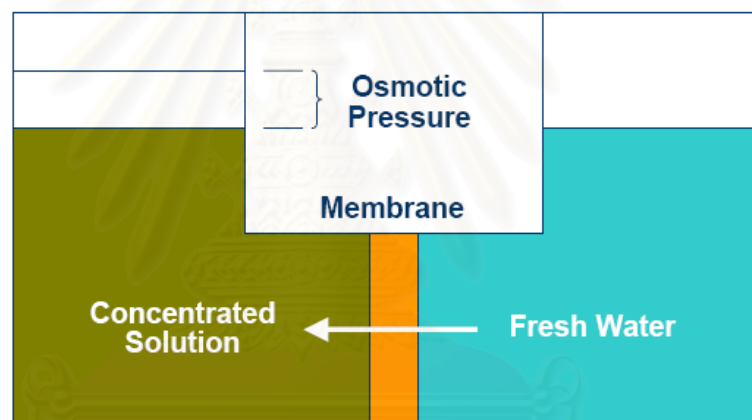 Osmotic
Pressure
Membrane
Concentrated
Solution
Fresh Water